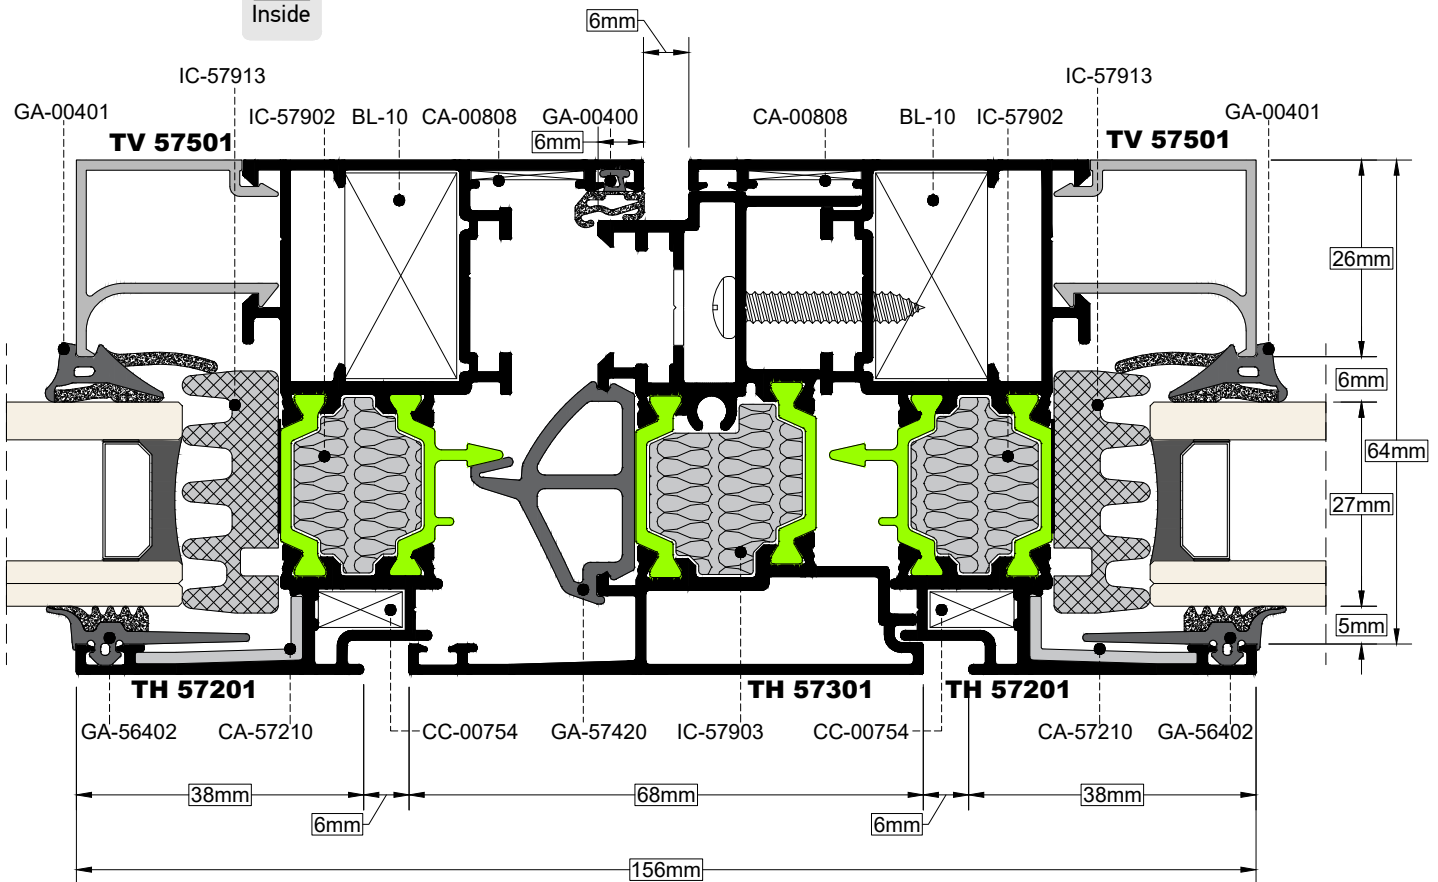 Inside
6mm
IC-57913
IC-57913
GA-00401
IC-57902
BL-10
CA-00808
GA-00400
CA-00808
BL-10
IC-57902
GA-00401
TV 57501
6mm
TV 57501
26mm
6mm
64mm
27mm
5mm
TH 57201
TH 57301
TH 57201
GA-56402
CA-57210
CC-00754
GA-57420
IC-57903
CC-00754
CA-57210
GA-56402
38mm
68mm
38mm
6mm
6mm
156mm